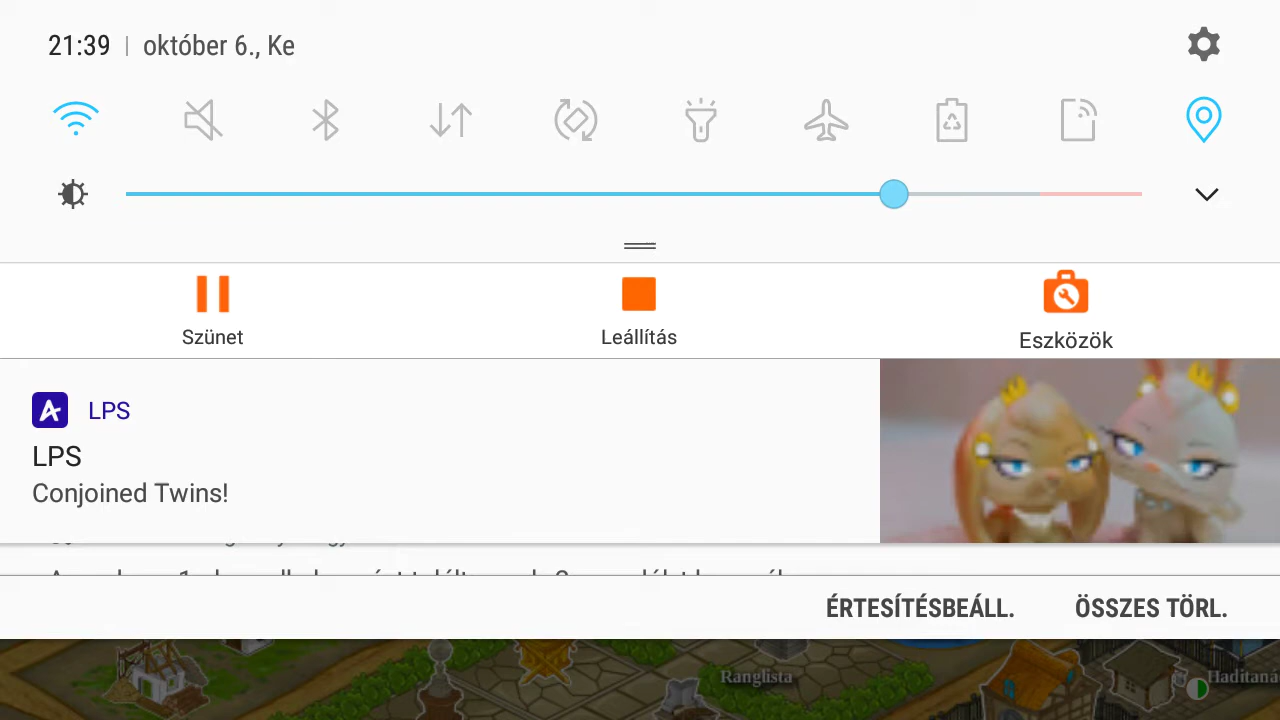 21:39 | október 6., Ke
Szünet
Leállítás
Eszközök
LPS
LPS
Conjoined Twins!
ÉRTESÍTÉSBEÁLL.
ÖSSZES TÖRL.
Ranglista